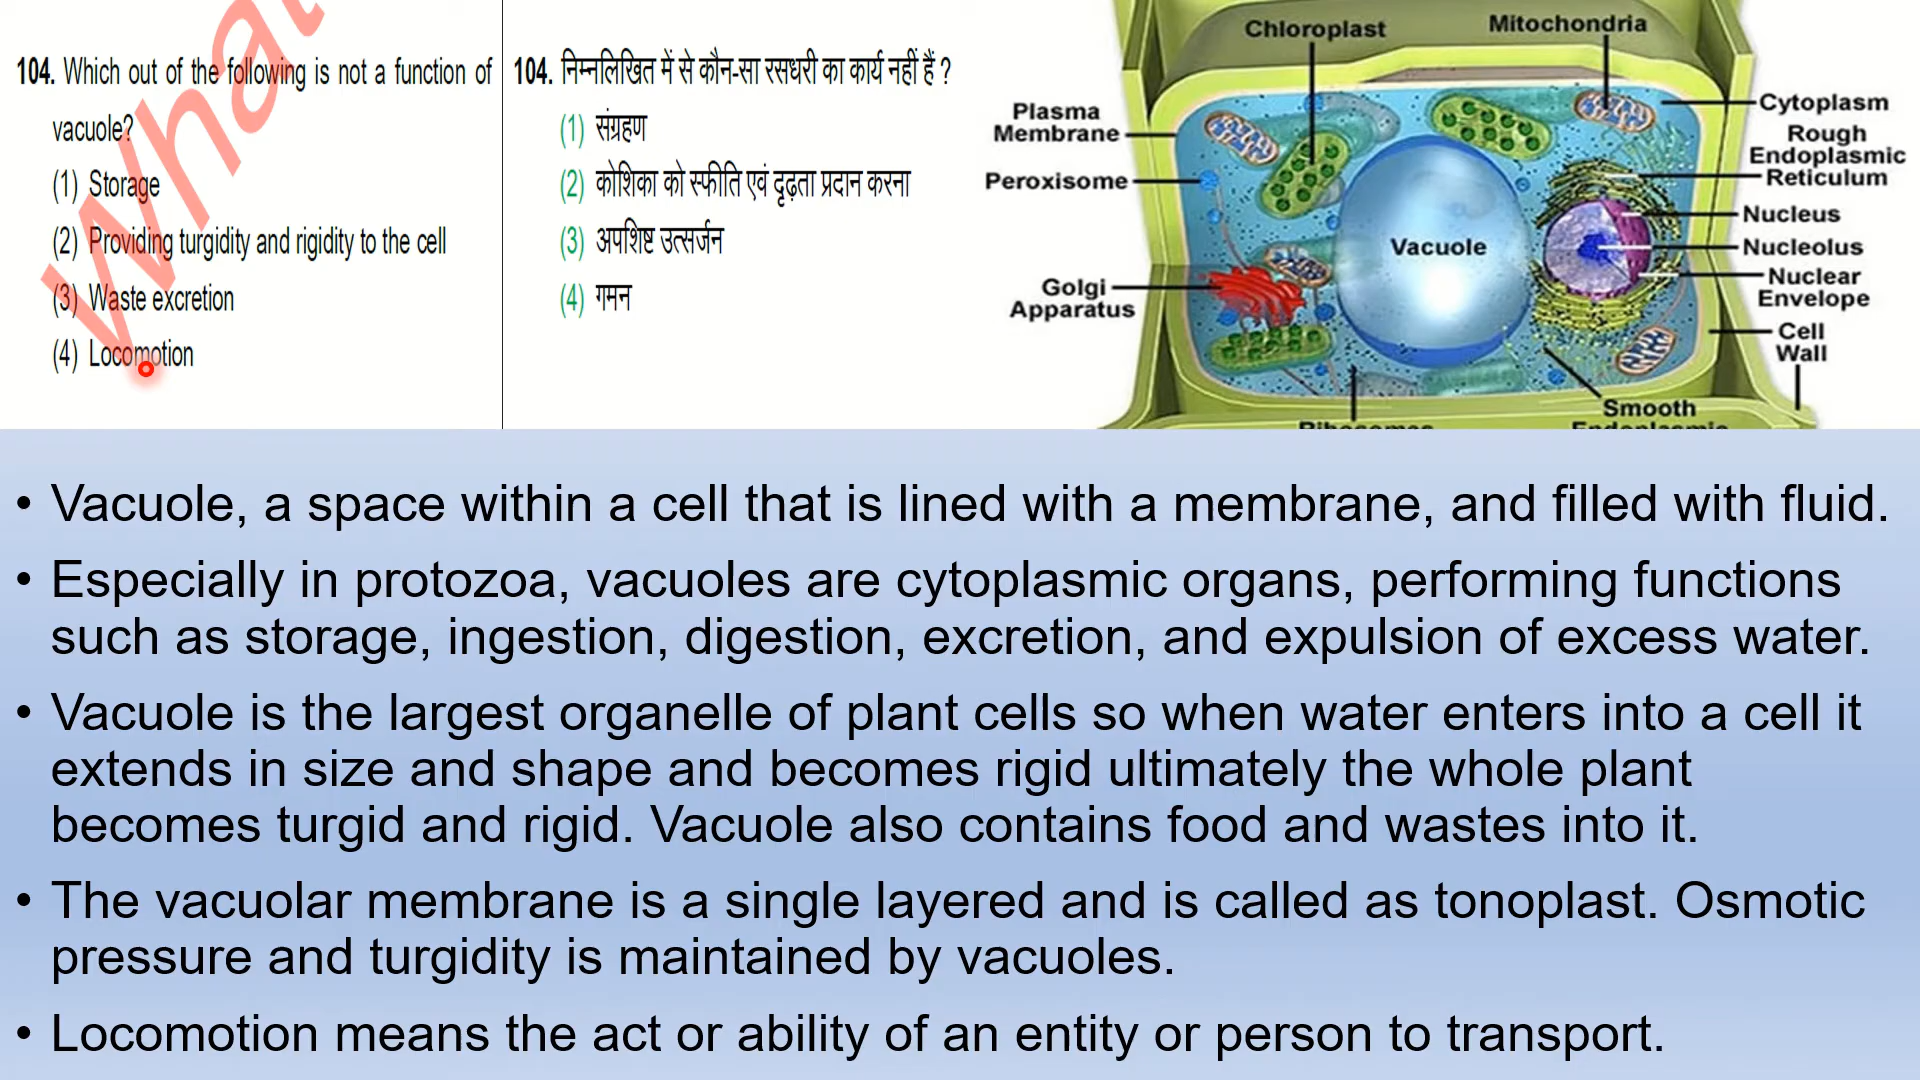 104. Which out of the following is not a function of
vacuole?
(1) Storage
(2) Providing turgidity and rigidity to the cell
(3) Waste excretion
(4) Locomotion
What
104. निम्नलिखित में से कौन-सा रसधरी का कार्य नहीं हैं ?
(1) संग्रहण
(2) कोशिका को स्फीति एवं दृढ़ता प्रदान करना
(3) अपशिष्ट उत्सर्जन
(4) गमन
Chloroplast
Mitochondria
Plasma
Membrane
Peroxisome
Golgi
Apparatus
Vacuole
Cytoplasm
Rough
Endoplasmic
Reticulum
Nucleus
Nucleolus
Nuclear
Envelope
Cell
Wall
Smooth
Endoplasmic
Ribosomes
• Vacuole, a space within a cell that is lined with a membrane, and filled with fluid.
• Especially in protozoa, vacuoles are cytoplasmic organs, performing functions
such as storage, ingestion, digestion, excretion, and expulsion of excess water.
• Vacuole is the largest organelle of plant cells so when water enters into a cell it
extends in size and shape and becomes rigid ultimately the whole plant
becomes turgid and rigid. Vacuole also contains food and wastes into it.
• The vacuolar membrane is a single layered and is called as tonoplast. Osmotic
pressure and turgidity is maintained by vacuoles.
• Locomotion means the act or ability of an entity or person to transport.